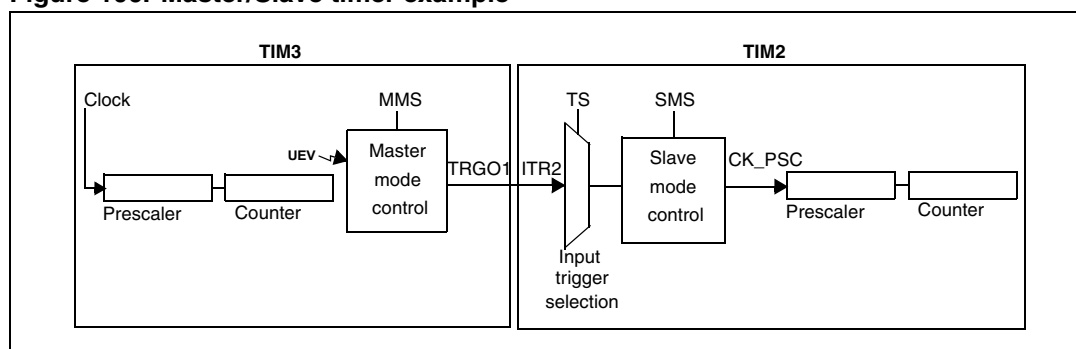 Figure Master/Slave timer example
TIM3
TIM2
Clock
MMS
TS
SMS
UEV
Master
mode
control
TRGO1
ITR2
Slave
mode
control
CK_PSC
Prescaler
Counter
Prescaler
Counter
Input
trigger
selection